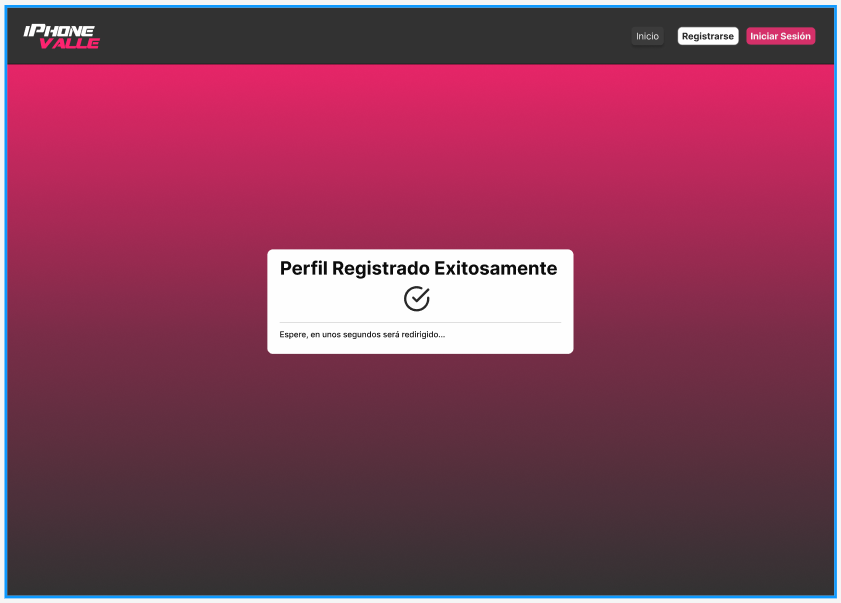 iPHONE
VALLE
Inicio
Registrarse
Iniciar Sesión
Perfil Registrado Exitosamente
Espere, en unos segundos será redirigido...